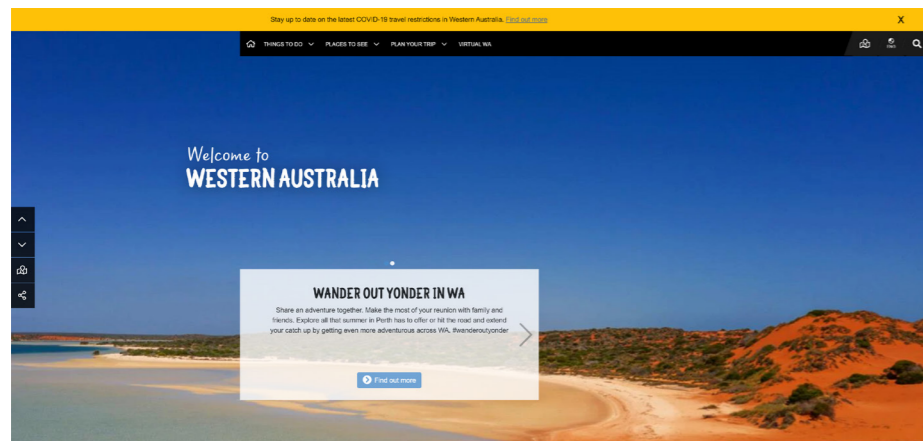 Stay up to date on the latest COVID-19 travel restrictions in Western Australia. Find out more
X
THINGS TO DO
PLACES TO SEE
PLAN YOUR TRIP
VIRTUAL WA
Welcome to
WESTERN AUSTRALIA
WANDER OUT YONDER IN WA
Share an adventure together. Make the most of your reunion with family and
friends. Explore all that summer in Perth has to offer or hit the road and extend
your catch up by getting even more adventurous across WA, #wanderoutyonder
Find out more